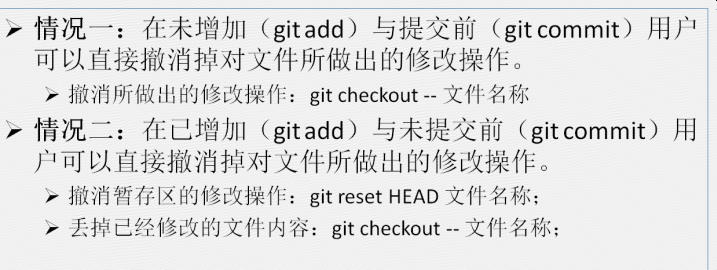 ➢ 情况一：在未增加（git add）与提交前（git commit）用户
可以直接撤消掉对文件所做出的修改操作。
➢ 撤消所做出的修改操作：git checkout -- 文件名称
➢ 情况二：在已增加（git add）与未提交前（git commit）用
户可以直接撤消掉对文件所做出的修改操作。
➢ 撤消暂存区的修改操作：git reset HEAD 文件名称；
➢ 丢掉已经修改的文件内容：git checkout -- 文件名称；